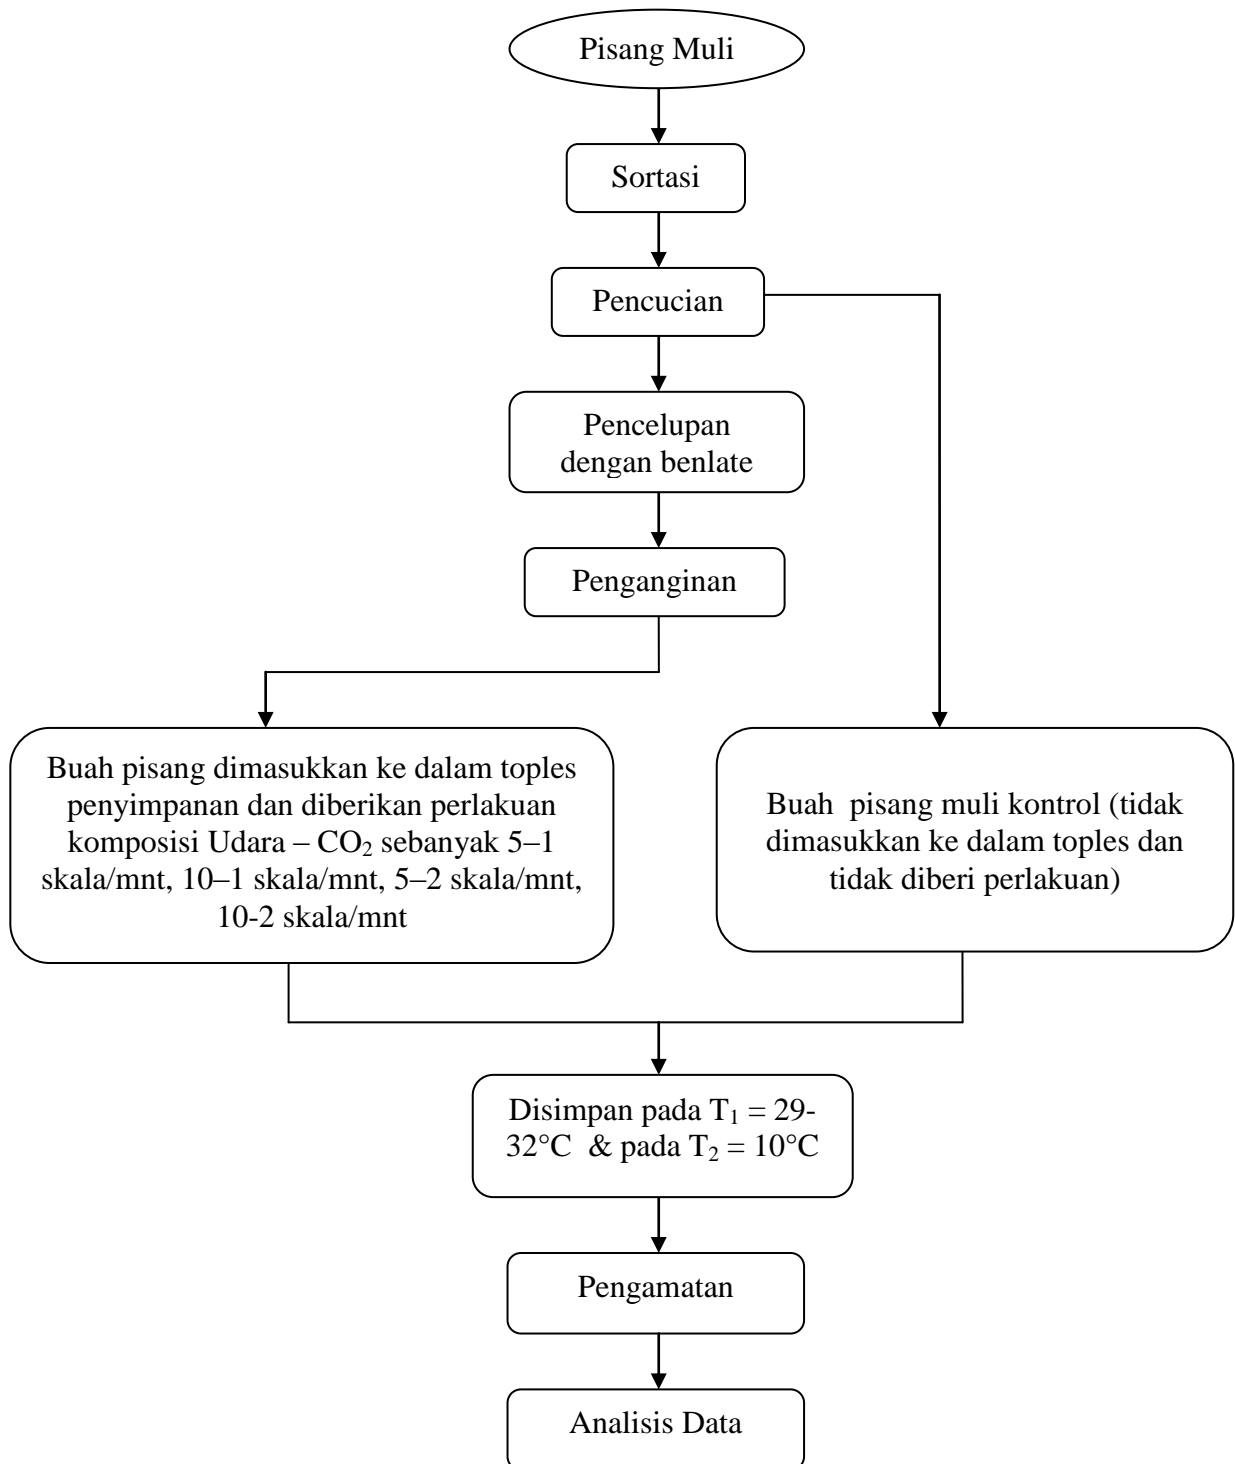 Pisang Muli
Sortasi
Pencucian
Pencelupan
dengan benlate
Penganginan
Buah pisang dimasukkan ke dalam toples
penyimpanan dan diberikan perlakuan
komposisi Udara – CO₂ sebanyak 5–1
skala/mnt, 10–1 skala/mnt, 5–2 skala/mnt,
10-2 skala/mnt
Buah pisang muli kontrol (tidak
dimasukkan ke dalam toples dan
tidak diberi perlakuan)
Disimpan pada T₁ = 29-
32°C & pada T₂ = 10°C
Pengamatan
Analisis Data